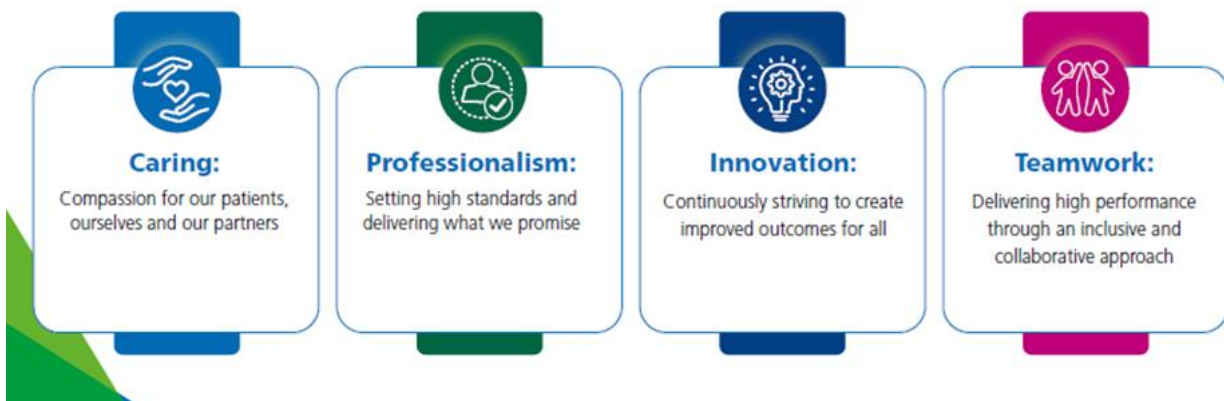 Caring:
Compassion for our patients,
ourselves and our partners
Professionalism:
Setting high standards and
delivering what we promise
Innovation:
Continuously striving to create
improved outcomes for all
Teamwork:
Delivering high performance
through an inclusive and
collaborative approach